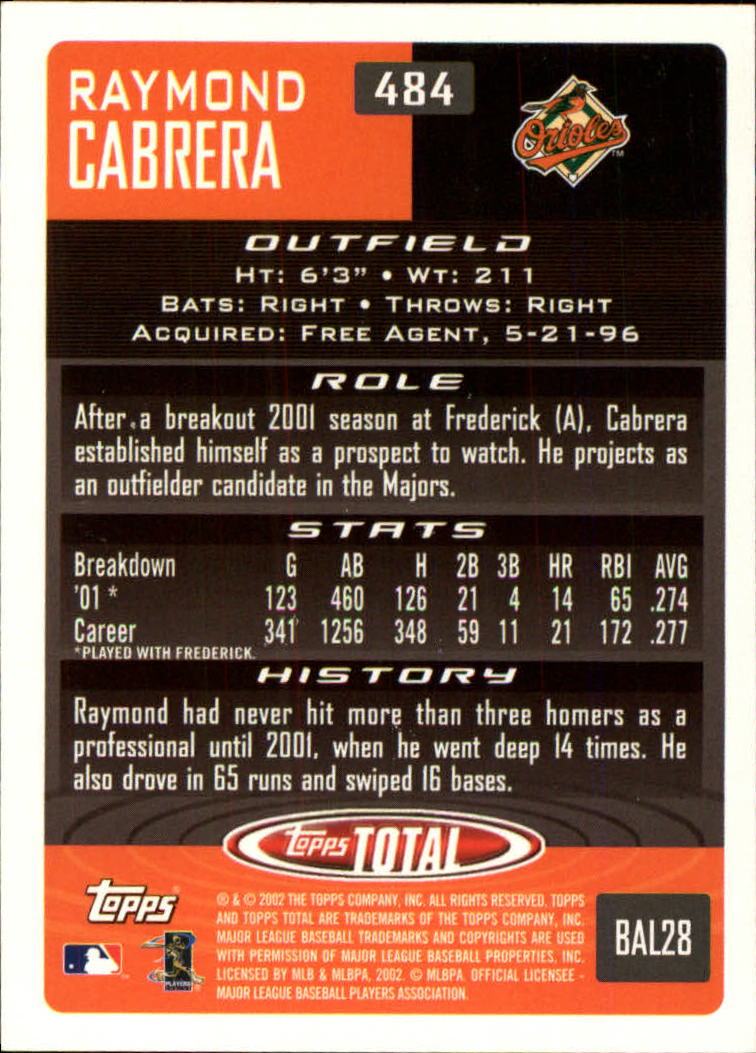 RAYMOND
CABRERA
484
Orioles
TM
OUTFIELD
HT: 6'3" • WT: 211
BATS: RIGHT • THROWS: RIGHT
ACQUIRED: FREE AGENT, 5-21-96
ROLE
After a breakout 2001 season at Frederick (A), Cabrera
established himself as a prospect to watch. He projects as
an outfielder candidate in the Majors.
STATS
Breakdown G AB H 2B 3B HR RBI AVG
'01 * 123 460 126 21 4 14 65 .274
Career 341 1256 348 59 11 21 172 .277
*PLAYED WITH FREDERICK.
HISTORY
Raymond had never hit more than three homers as a
professional until 2001, when he went deep 14 times. He
also drove in 65 runs and swiped 16 bases.
Topps TOTAL
Topps®
® & © 2002 THE TOPPS COMPANY, INC. ALL RIGHTS RESERVED. TOPPS
AND TOPPS TOTAL ARE TRADEMARKS OF THE TOPPS COMPANY, INC.
MAJOR LEAGUE BASEBALL TRADEMARKS AND COPYRIGHTS ARE USED
WITH PERMISSION OF MAJOR LEAGUE BASEBALL PROPERTIES, INC.
LICENSED BY MLB & MLBPA, 2002. © MLBPA. OFFICIAL LICENSEE -
MAJOR LEAGUE BASEBALL PLAYERS ASSOCIATION.
PLAYERS
BAL28